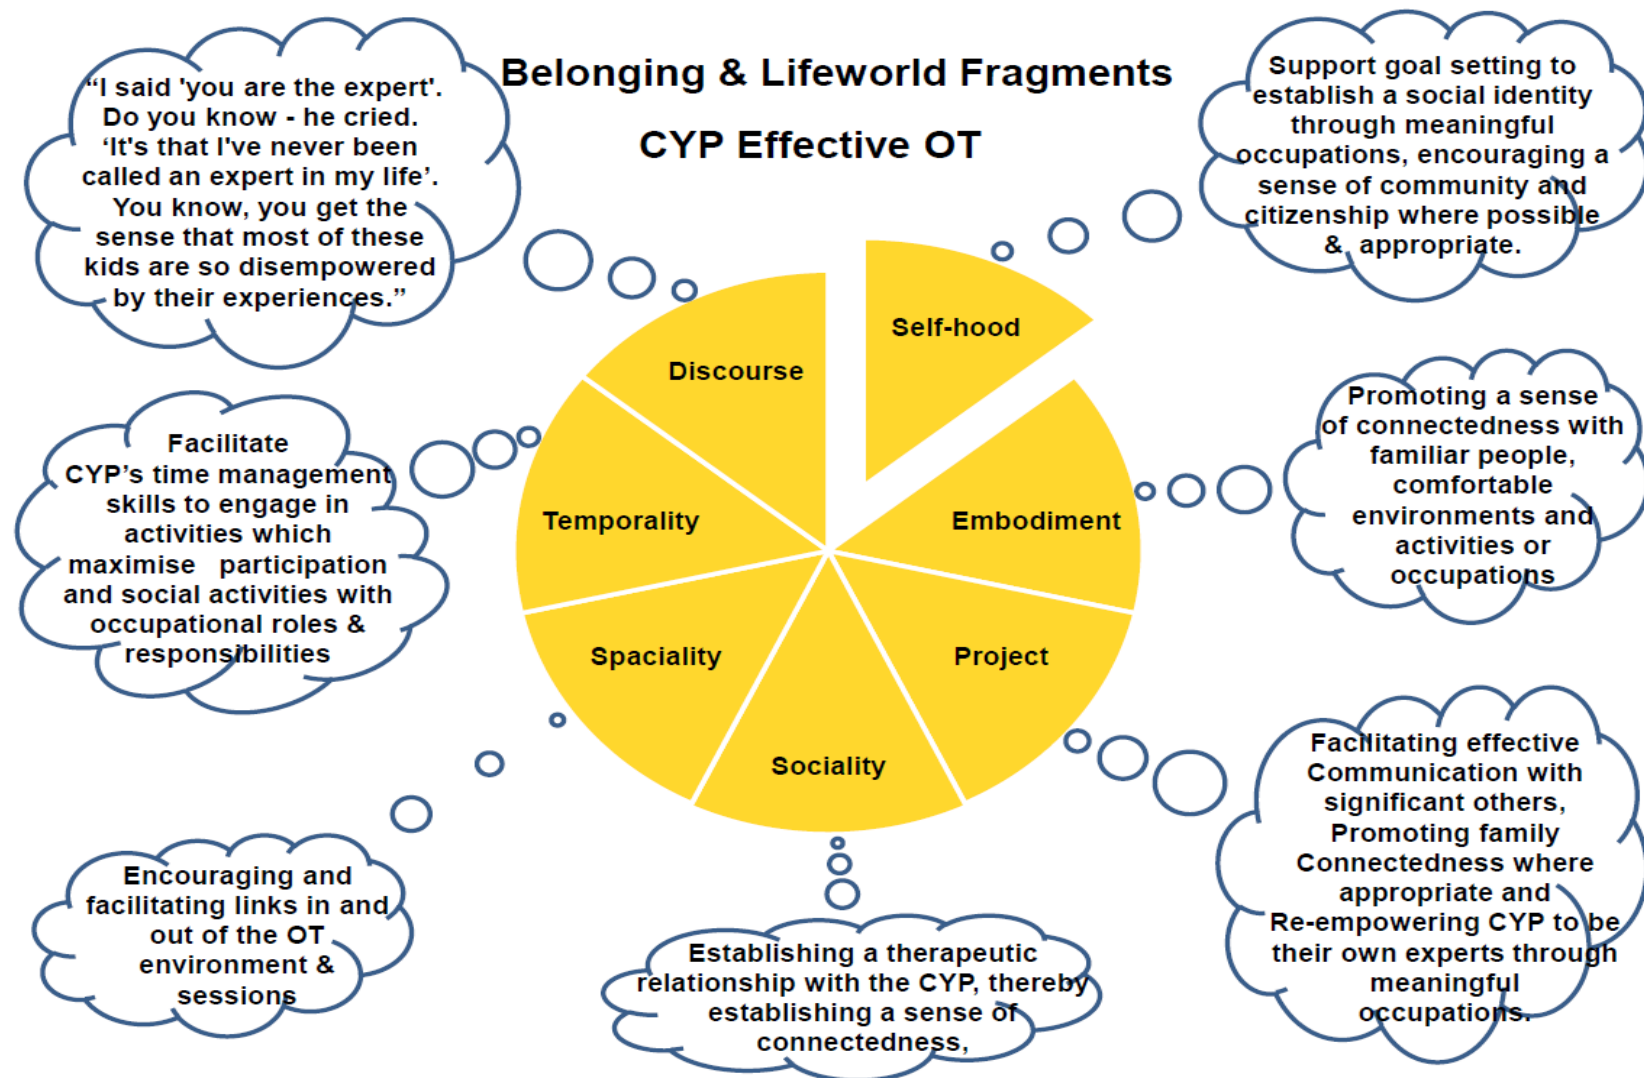 Belonging & Lifeworld Fragments
CYP Effective OT
“I said 'you are the expert'.
Do you know - he cried.
‘It's that I've never been
called an expert in my life’.
You know, you get the
sense that most of these
kids are so disempowered
by their experiences.”
Support goal setting to
establish a social identity
through meaningful
occupations, encouraging a
sense of community and
citizenship where possible
& appropriate.
Self-hood
Discourse
Promoting a sense
of connectedness with
familiar people,
comfortable
environments and
activities or
occupations
Facilitate
CYP’s time management
skills to engage in
activities which
maximise participation
and social activities with
occupational roles &
responsibilities
Temporality
Embodiment
Spaciality
Project
Sociality
Facilitating effective
Communication with
significant others,
Promoting family
Connectedness where
appropriate and
Re-empowering CYP to be
their own experts through
meaningful
occupations.
Encouraging and
facilitating links in and
out of the OT
environment &
sessions
Establishing a therapeutic
relationship with the CYP, thereby
establishing a sense of
connectedness,